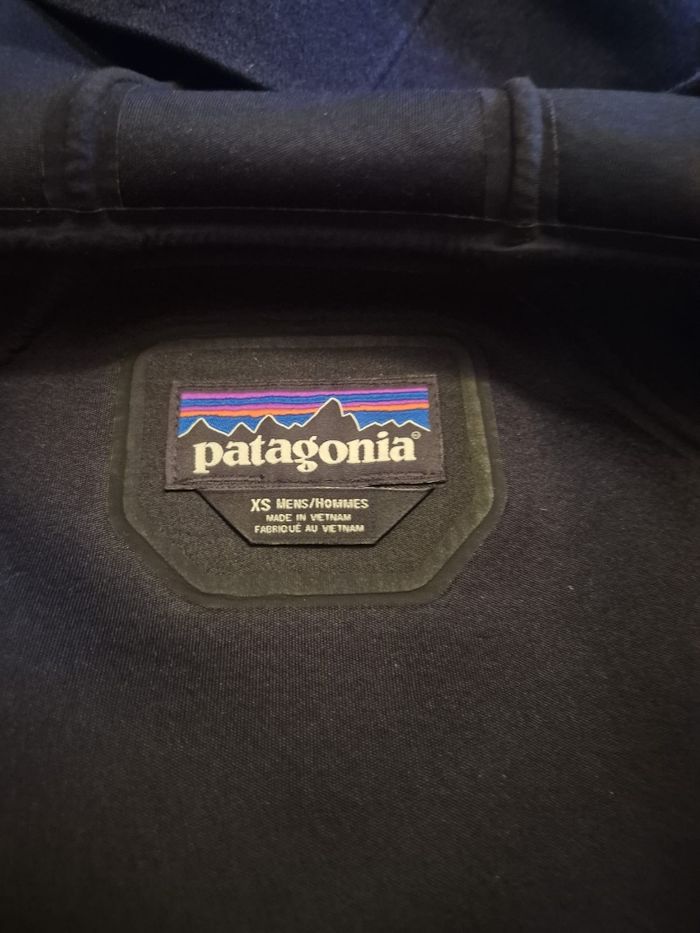 patagonia®
XS MENS/HOMMES
MADE IN VIETNAM
FABRIQUÉ AU VIETNAM